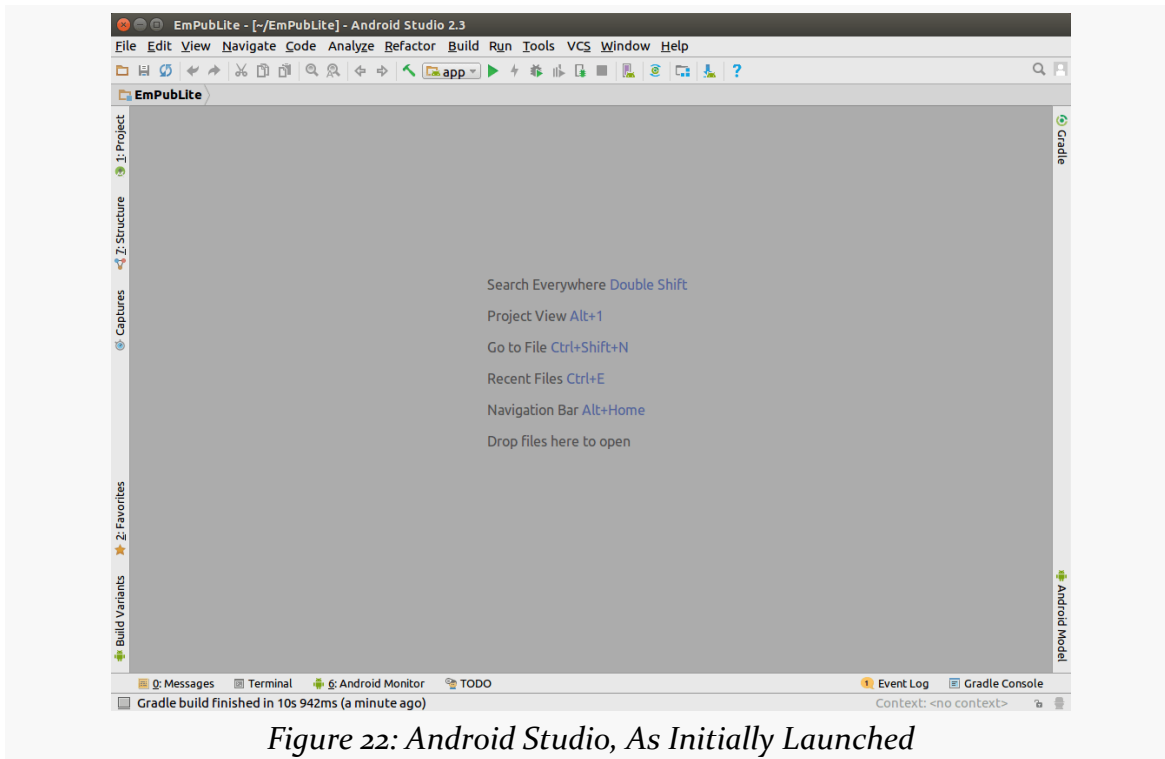 EmPubLite - [~/EmPubLite] - Android Studio 2.3
File Edit View Navigate Code Analyze Refactor Build Run Tools VCS Window Help
app
EmPubLite
1: Project
7: Structure
Captures
2: Favorites
Build Variants
Gradle
Android Model
Search Everywhere Double Shift
Project View Alt+1
Go to File Ctrl+Shift+N
Recent Files Ctrl+E
Navigation Bar Alt+Home
Drop files here to open
0: Messages Terminal 6: Android Monitor TODO 1 Event Log Gradle Console
Gradle build finished in 10s 942ms (a minute ago) Context: <no context>
Figure 22: Android Studio, As Initially Launched